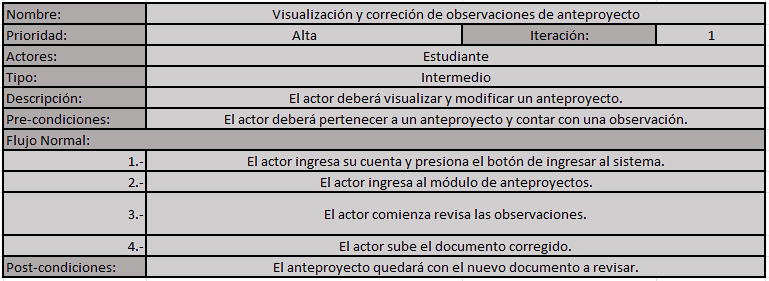 Nombre: Visualización y correción de observaciones de anteproyecto
Prioridad: Alta Iteración: 1
Actores: Estudiante
Tipo: Intermedio
Descripción: El actor deberá visualizar y modificar un anteproyecto.
Pre-condiciones: El actor deberá pertenecer a un anteproyecto y contar con una observación.
Flujo Normal:
1.- El actor ingresa su cuenta y presiona el botón de ingresar al sistema.
2.- El actor ingresa al módulo de anteproyectos.
3.- El actor comienza revisa las observaciones.
4.- El actor sube el documento corregido.
Post-condiciones: El anteproyecto quedará con el nuevo documento a revisar.